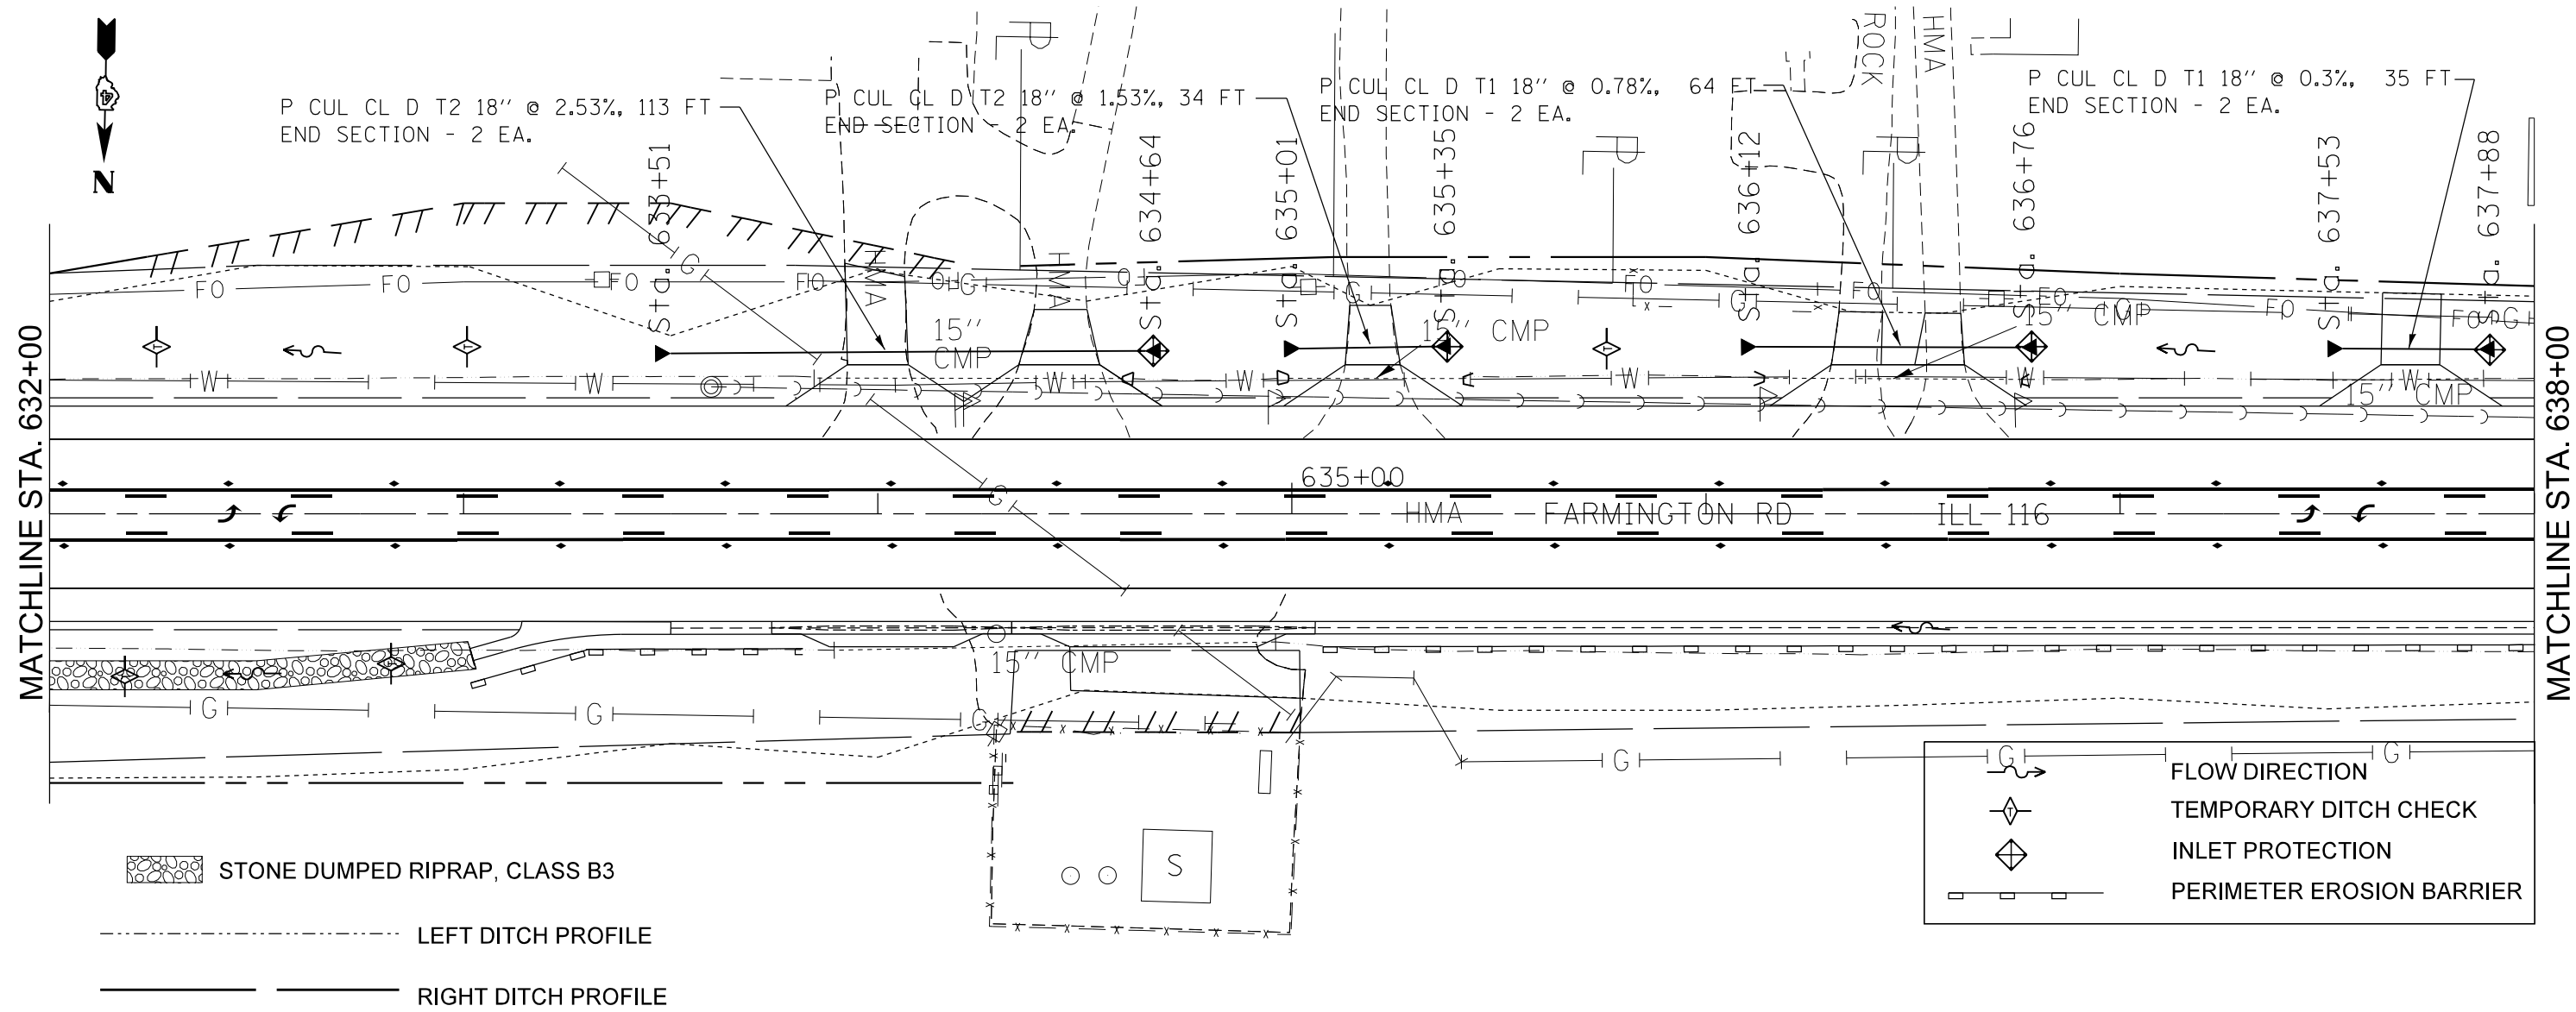 N
P CUL CL D T2 18'' @ 2.53%, 113 FT
END SECTION - 2 EA.
P CUL CL D T2 18'' @ 1.53%, 34 FT
END SECTION - 2 EA.
P CUL CL D T1 18'' @ 0.78%, 64 FT
END SECTION - 2 EA.
P CUL CL D T1 18'' @ 0.3%, 35 FT
END SECTION - 2 EA.
P
P
P
ROCK
HMA
Sta. 633+51
Sta. 634+64
Sta. 635+01
Sta. 635+35
Sta. 636+12
Sta. 636+76
Sta. 637+53
Sta. 637+88
HMA
HMA
G
FO
FO
FO
FO
G
G
FO
FO
G
FO
FO
G
FO
FO
G
15''
CMP
15'' CMP
15'' CMP
15'' CMP
T
T
T
W
W
W
W
W
W
W
MATCHLINE STA. 632+00
MATCHLINE STA. 638+00
635+00
G
HMA
FARMINGTON RD
ILL 116
15'' CMP
T
T
G
G
G
G
G
G
S
FLOW DIRECTION
T
TEMPORARY DITCH CHECK
INLET PROTECTION
PERIMETER EROSION BARRIER
STONE DUMPED RIPRAP, CLASS B3
LEFT DITCH PROFILE
RIGHT DITCH PROFILE